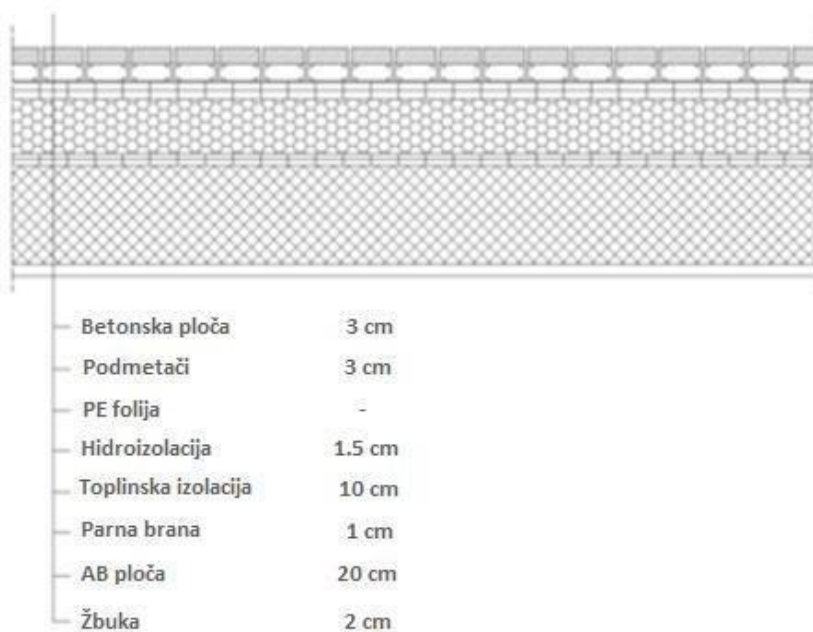 Betonska ploča 3 cm
Podmetači 3 cm
PE folija -
Hidroizolacija 1.5 cm
Toplinska izolacija 10 cm
Parna brana 1 cm
AB ploča 20 cm
Žbuka 2 cm